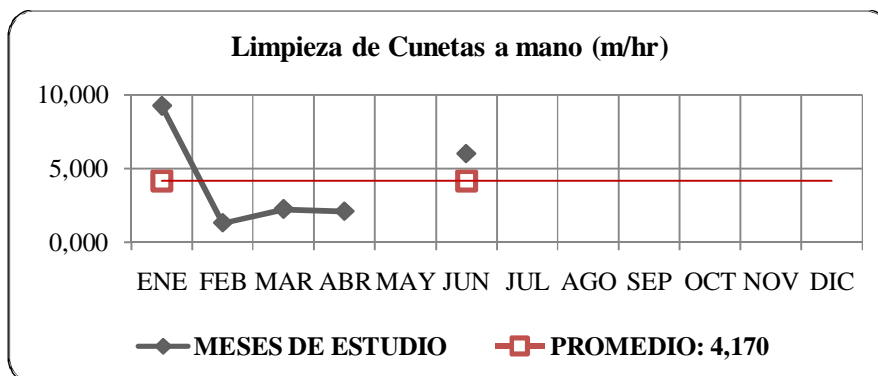 Limpieza de Cunetas a mano (m/hr)
10,000
5,000
0,000
ENE FEB MAR ABR MAY JUN JUL AGO SEP OCT NOV DIC
MESES DE ESTUDIO PROMEDIO: 4,170